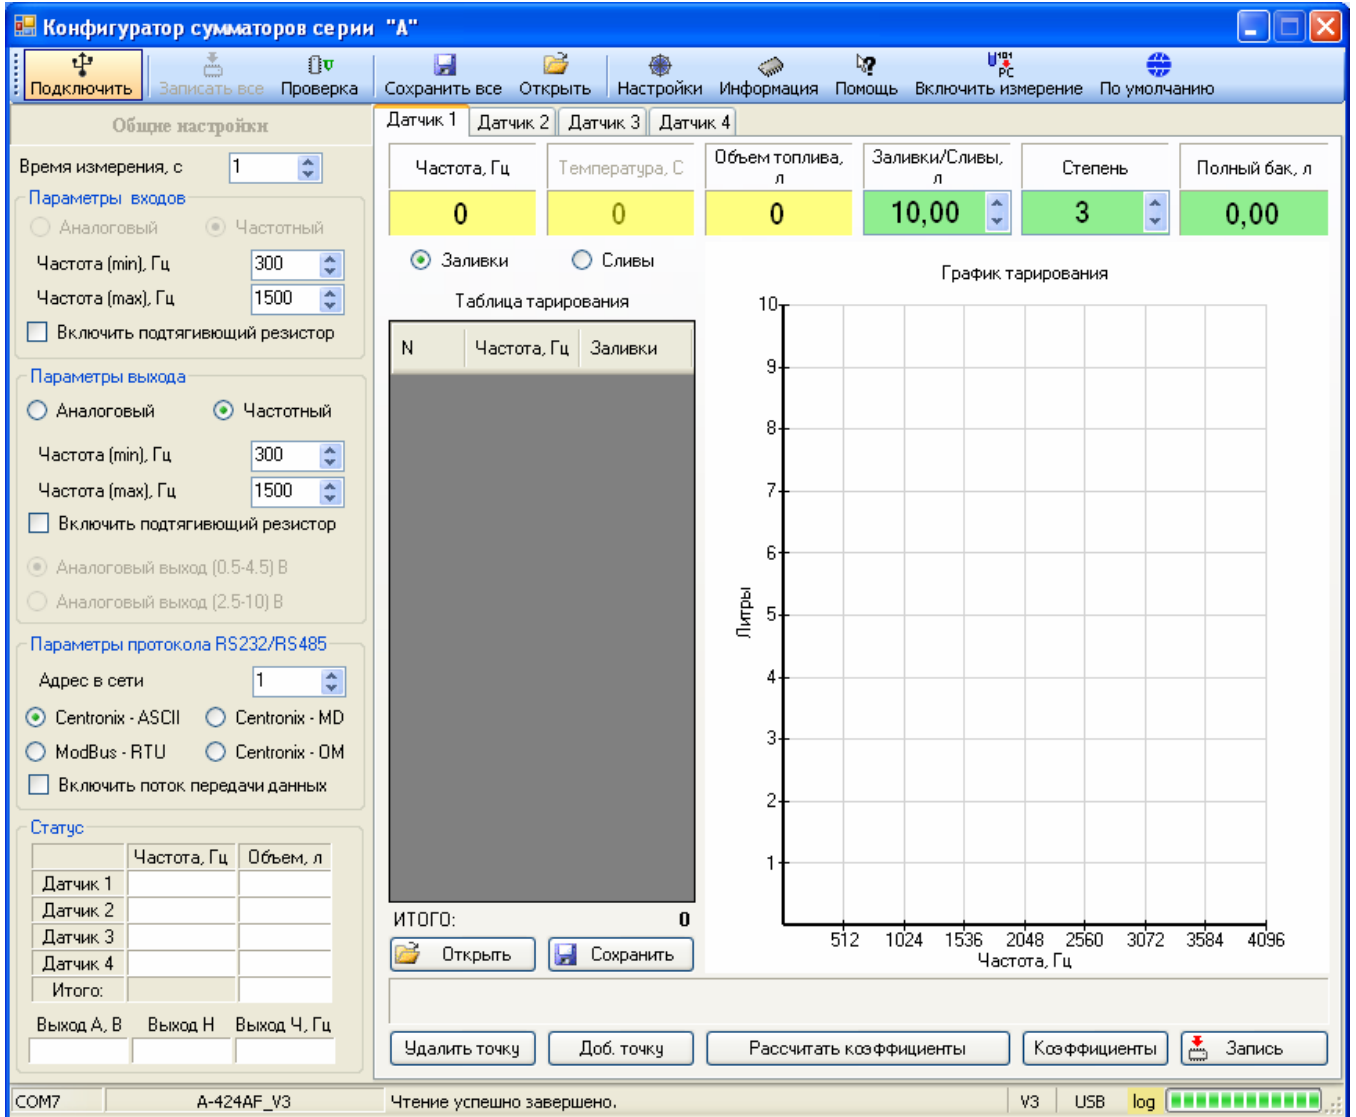 Конфигуратор сумматоров серии "А"
Подключить Записать все Проверка Сохранить все Открыть Настройки Информация Помощь Включить измерение По умолчанию
U101
PC
Общие настройки
Время измерения, с 1
Параметры входов
Аналоговый Частотный
Частота (min), Гц 300
Частота (max), Гц 1500
Включить подтягивющий резистор
Параметры выхода
Аналоговый Частотный
Частота (min), Гц 300
Частота (max), Гц 1500
Включить подтягивющий резистор
Аналоговый выход (0.5-4.5) В
Аналоговый выход (2.5-10) В
Параметры протокола RS232/RS485
Адрес в сети 1
Centronix - ASCII Centronix - MD
ModBus - RTU Centronix - OM
Включить поток передачи данных
Статус
Частота, Гц Объем, л
Датчик 1
Датчик 2
Датчик 3
Датчик 4
Итого:
Выход А, В Выход Н Выход Ч, Гц
Датчик 1 Датчик 2 Датчик 3 Датчик 4
Частота, Гц Температура, С Объем топлива, л Заливки/Сливы, л Степень Полный бак, л
0 0 0 10,00 3 0,00
Заливки Сливы
Таблица тарирования
N Частота, Гц Заливки
ИТОГО: 0
Открыть Сохранить
График тарирования
10
9
8
7
6
5
4
3
2
1
Литры
512 1024 1536 2048 2560 3072 3584 4096
Частота, Гц
Удалить точку Доб. точку Рассчитать коэффициенты Коэффициенты Запись
COM7 A-424AF_V3 Чтение успешно завершено. V3 USB log